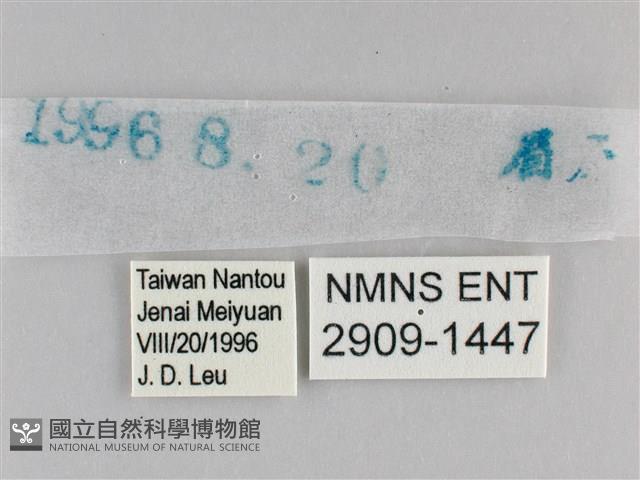 1996 8. 20 眉
Taiwan Nantou
Jenai Meiyuan
VIII/20/1996
J. D. Leu
NMNS ENT
2909-1447
國立自然科學博物館
NATIONAL MUSEUM OF NATURAL SCIENCE